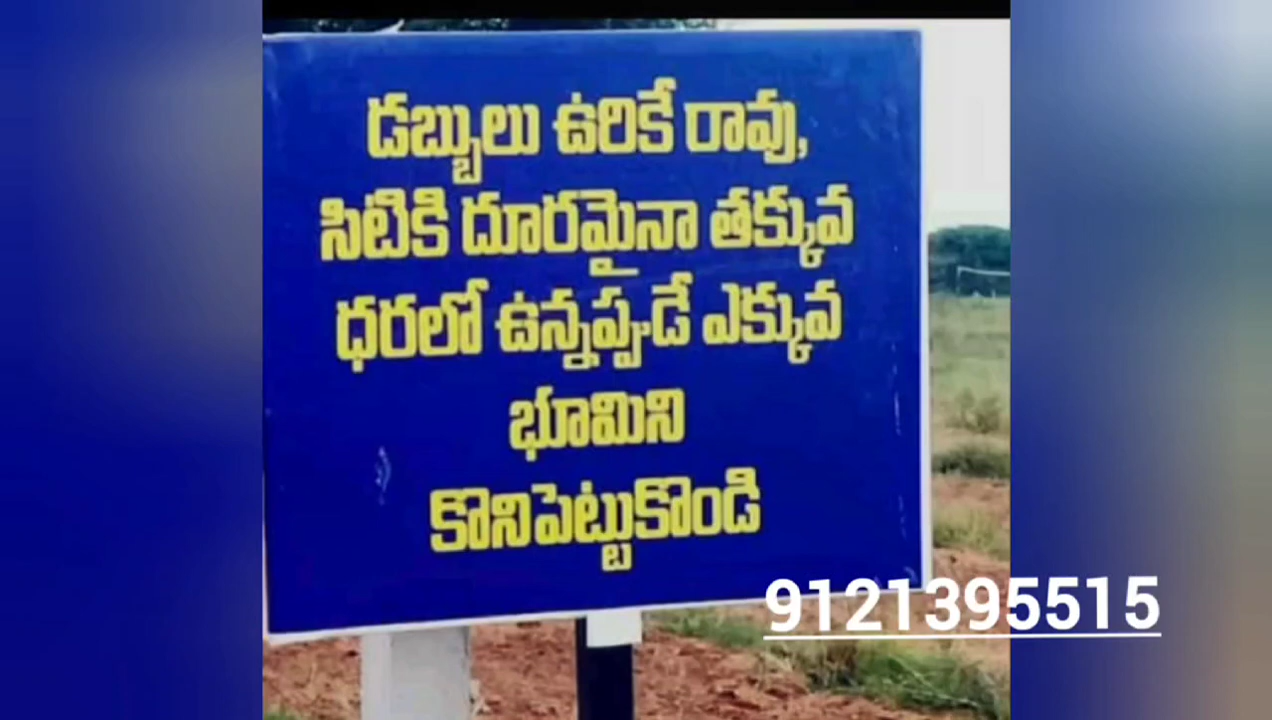 డబ్బులు ఉరికే రావు,
సిటికి దూరమైనా తక్కువ
ధరలో ఉన్నప్పుడే ఎక్కువ
భూమిని
కొనిపెట్టుకొండి
9121395515